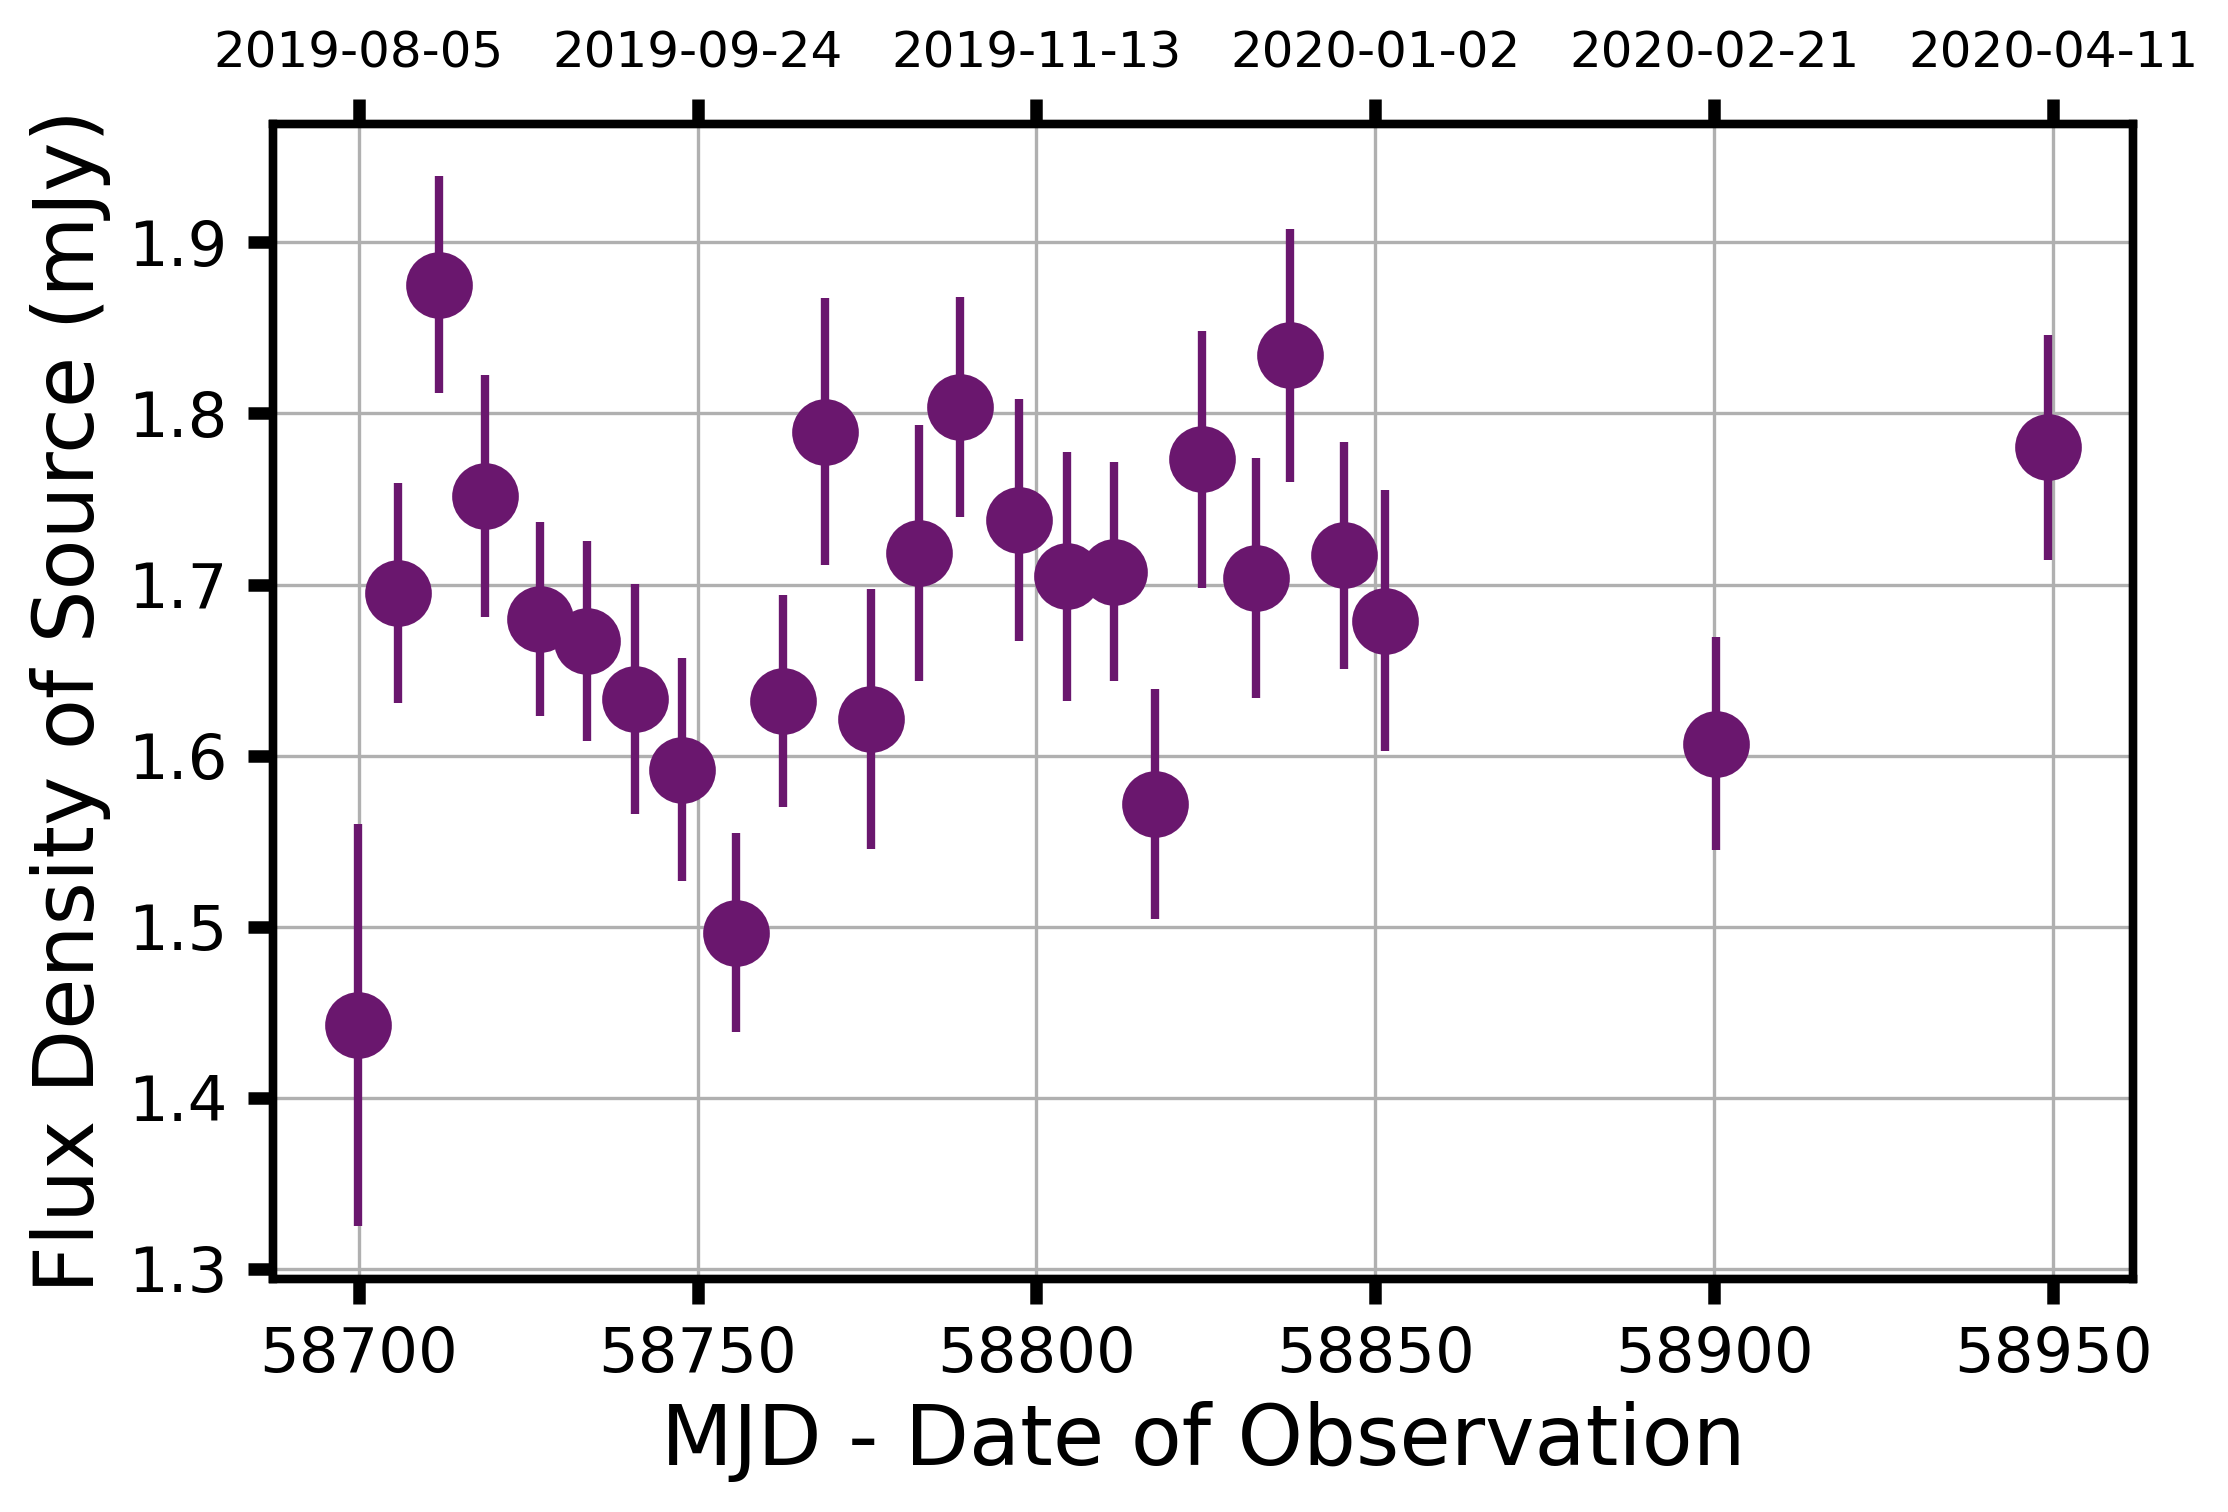 2019-08-05 2019-09-24 2019-11-13 2020-01-02 2020-02-21 2020-04-11
Flux Density of Source (mJy)
1.9
1.8
1.7
1.6
1.5
1.4
1.3
58700 58750 58800 58850 58900 58950
MJD - Date of Observation